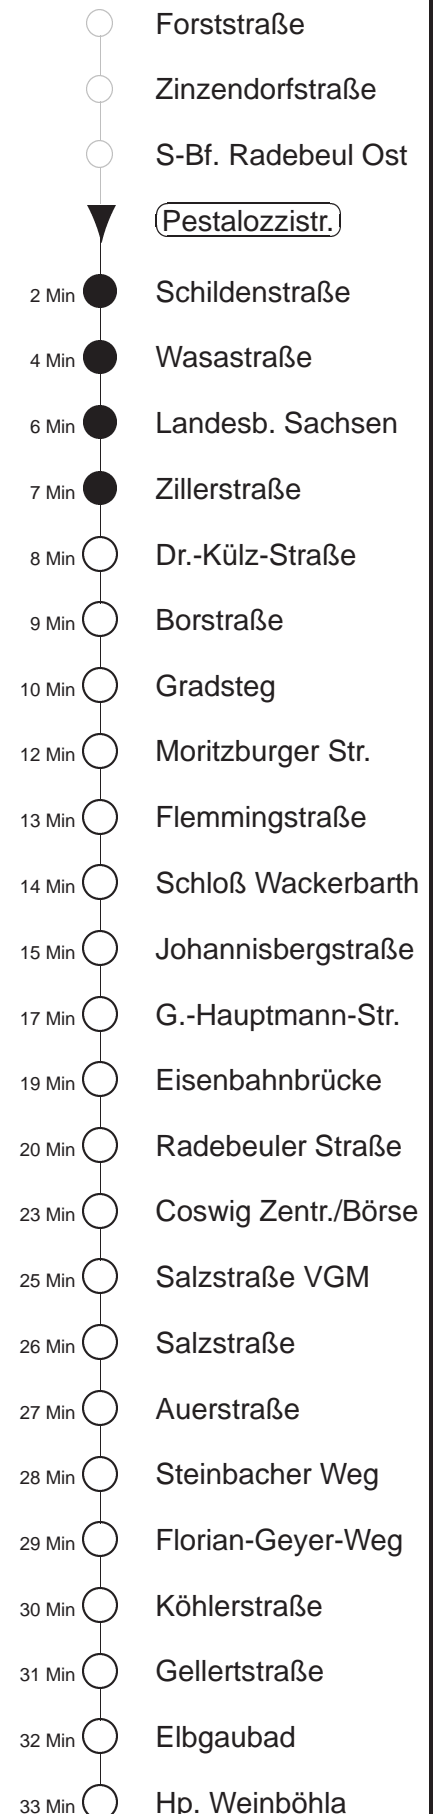 Forststraße
Zinzendorfstraße
S-Bf. Radebeul Ost
Pestalozzistr.
2 Min Schildenstraße
4 Min Wasastraße
6 Min Landesb. Sachsen
7 Min Zillerstraße
8 Min Dr.-Külz-Straße
9 Min Borstraße
10 Min Gradsteg
12 Min Moritzburger Str.
13 Min Flemmingstraße
14 Min Schloß Wackerbarth
15 Min Johannisbergstraße
17 Min G.-Hauptmann-Str.
19 Min Eisenbahnbrücke
20 Min Radebeuler Straße
23 Min Coswig Zentr./Börse
25 Min Salzstraße VGM
26 Min Salzstraße
27 Min Auerstraße
28 Min Steinbacher Weg
29 Min Florian-Geyer-Weg
30 Min Köhlerstraße
31 Min Gellertstraße
32 Min Elbgaubad
33 Min Hp. Weinböhla